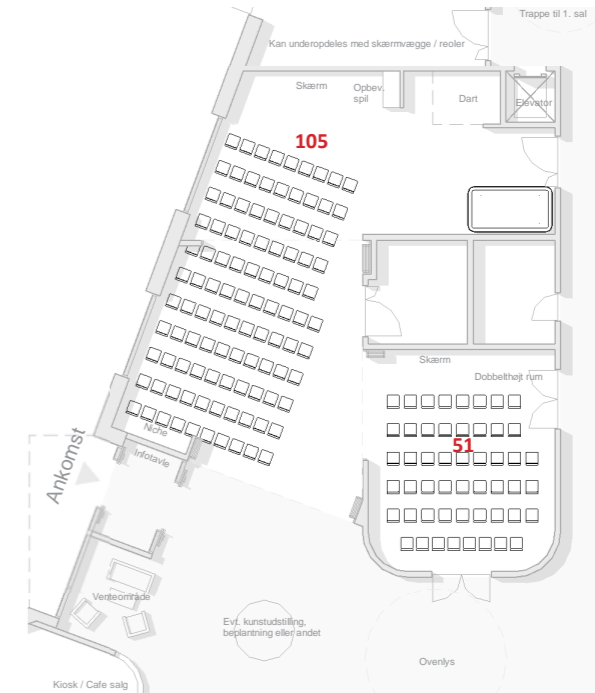 Trappe til 1. sal
Kan underopdeles med skærmvægge / reoler
Skærm
Opbev.
spil
Dart
Elevator
105
Skærm
Dobbelthøjt rum
51
Niche
Infotavle
Ankomst
Venteområde
Evt. kunstudstilling,
beplantning eller andet
Ovenlys
Kiosk / Cafe salg